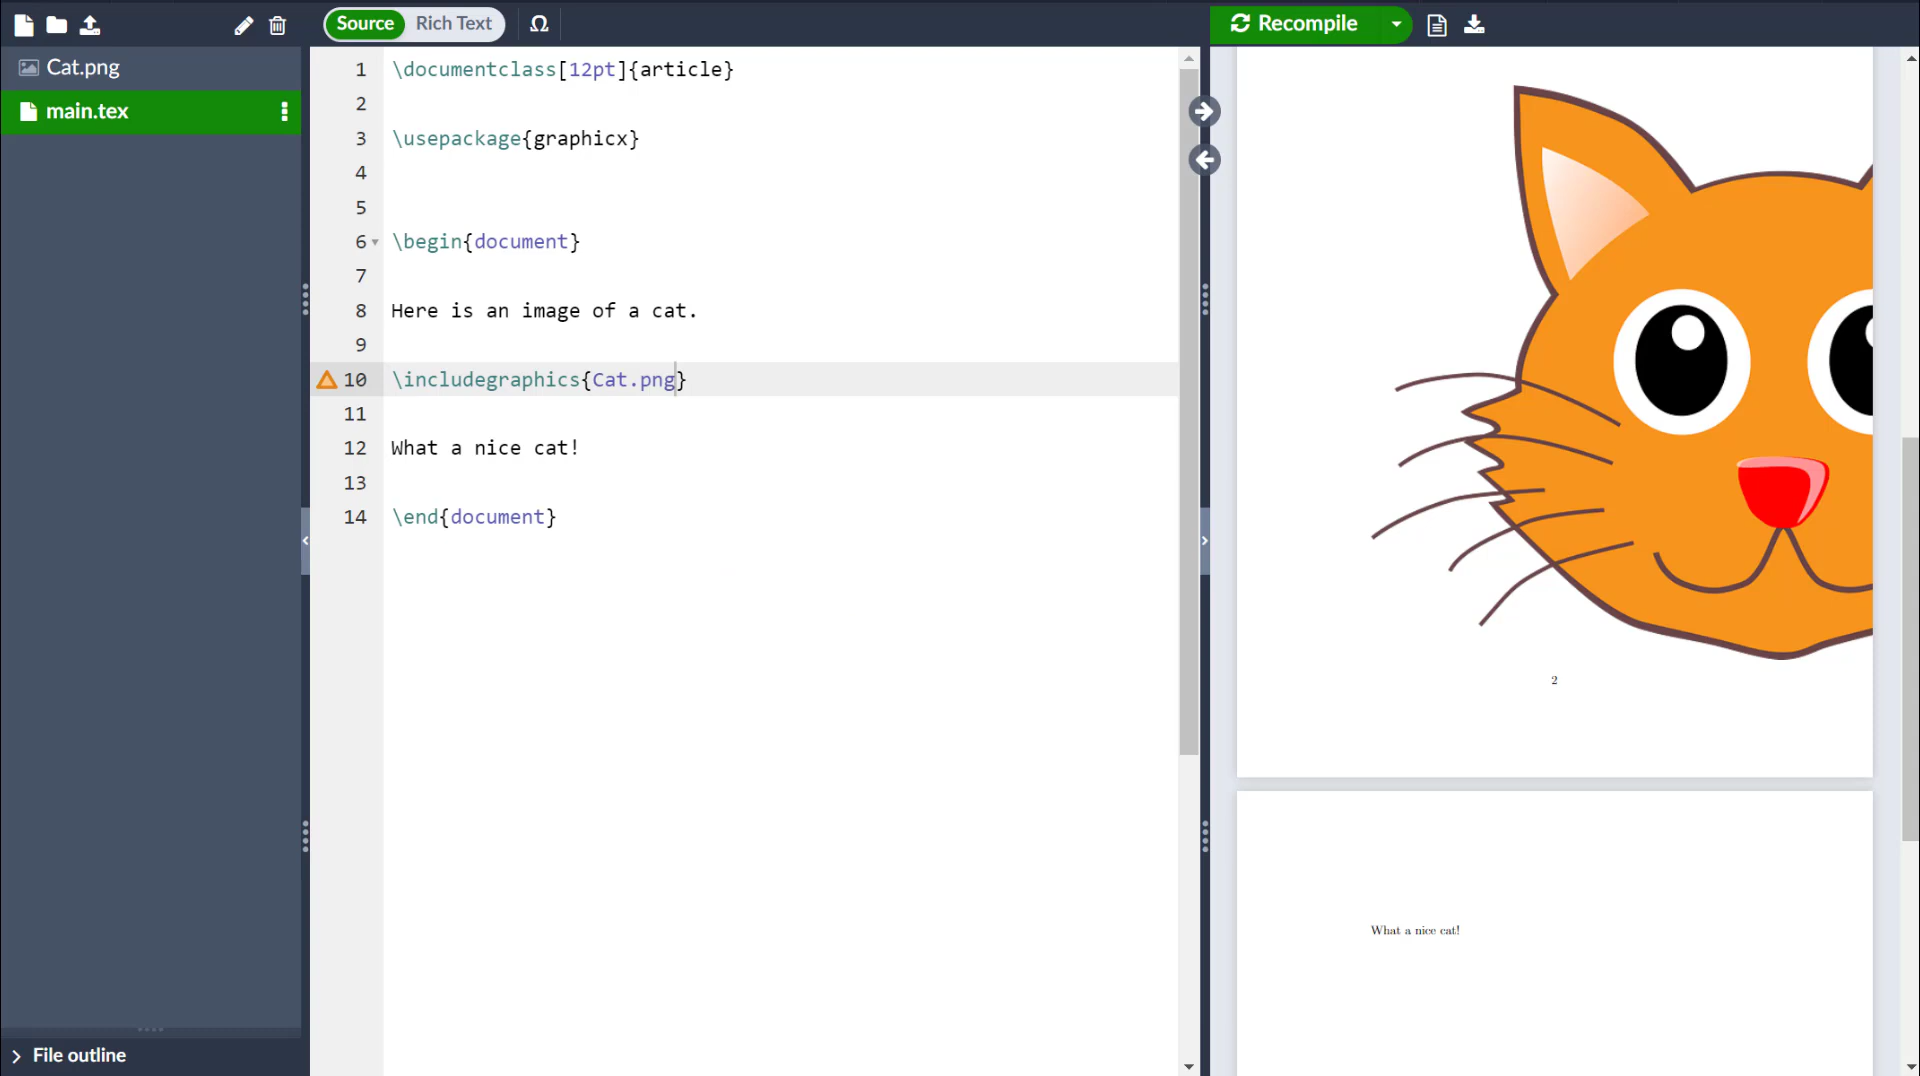 Source Rich Text Ω Recompile
Cat.png
main.tex
File outline
1 \documentclass[12pt]{article}
2
3 \usepackage{graphicx}
4
5
6 \begin{document}
7
8 Here is an image of a cat.
9
10 \includegraphics{Cat.png}
11
12 What a nice cat!
13
14 \end{document}
2
What a nice cat!